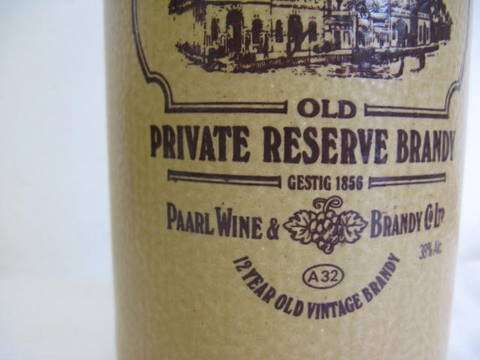 OLD
PRIVATE RESERVE BRANDY
GESTIG 1856
PAARL WINE & BRANDY CO LTD
38% Alc.
A32
12 YEAR OLD VINTAGE BRANDY